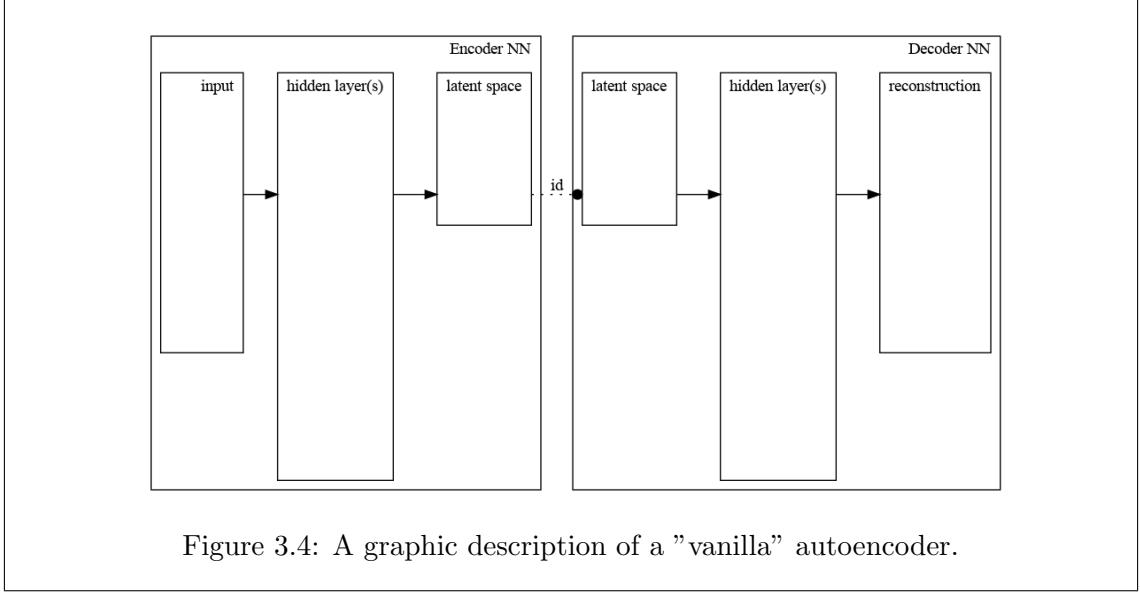 Encoder NN
Decoder NN
input
hidden layer(s)
latent space
latent space
hidden layer(s)
reconstruction
id
Figure 3.4: A graphic description of a ”vanilla” autoencoder.